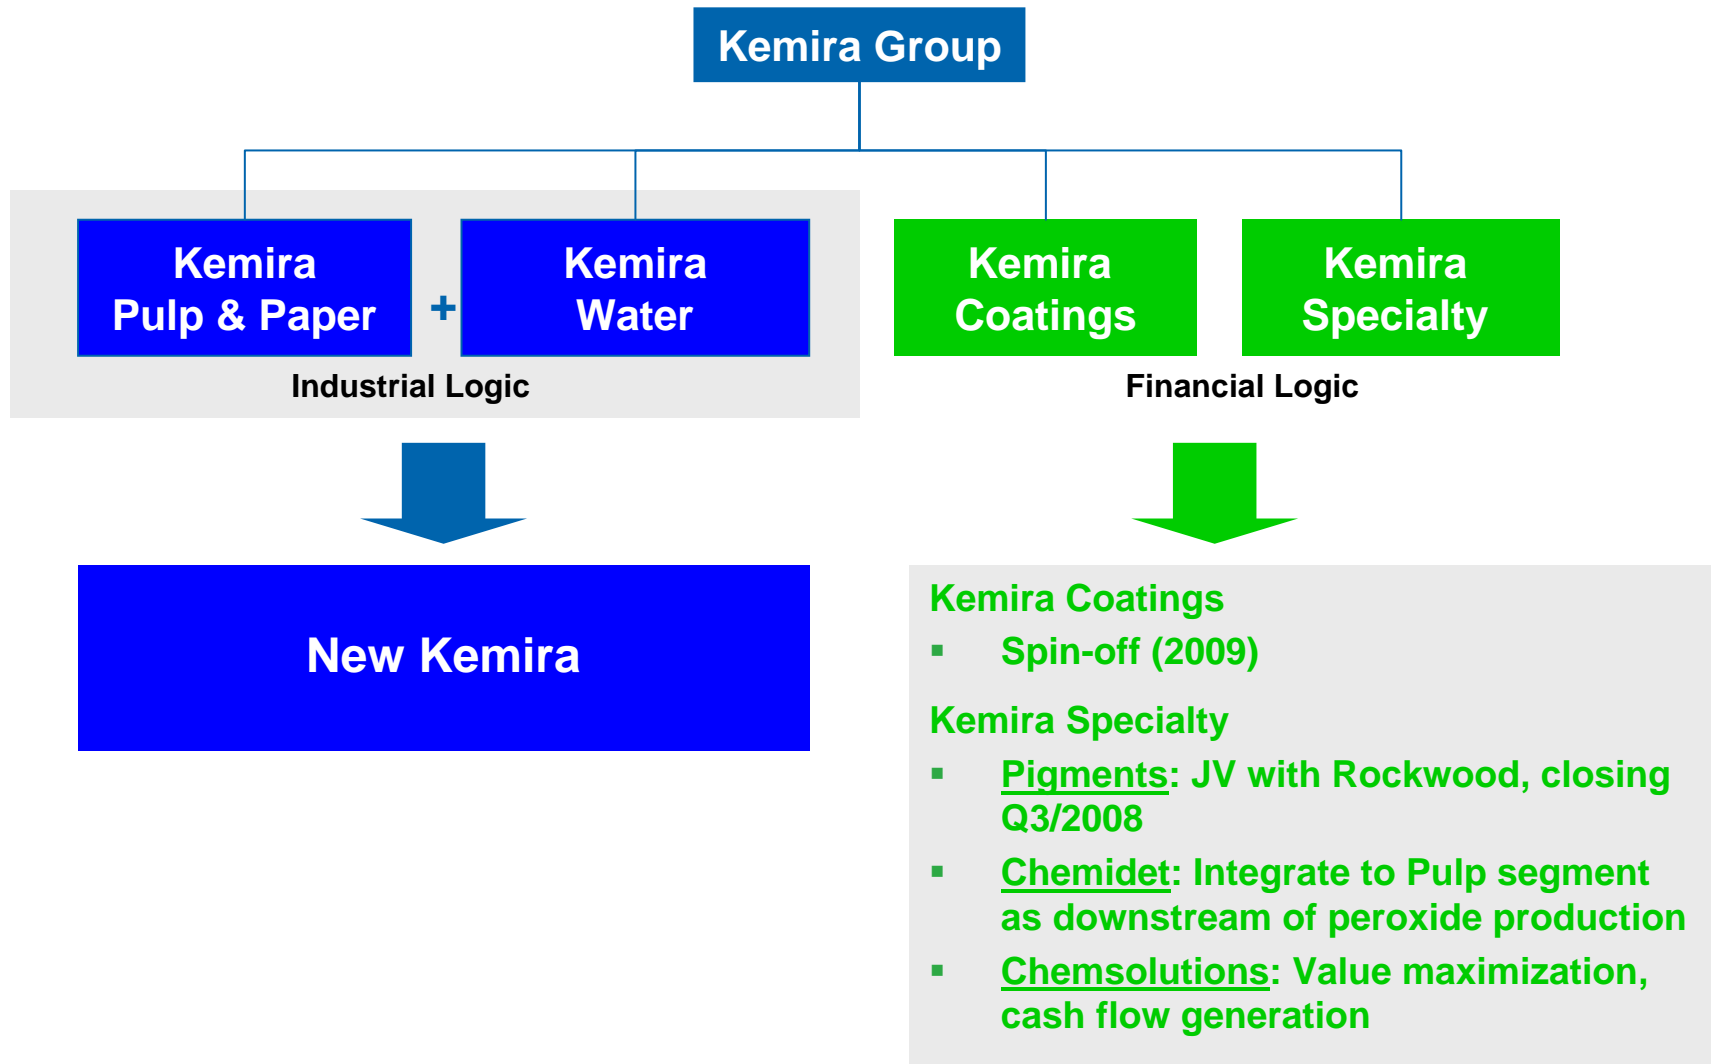 Kemira Group
Kemira
Pulp & Paper
+
Kemira
Water
Kemira
Coatings
Kemira
Specialty
Industrial Logic
Financial Logic
New Kemira
Kemira Coatings
▪ Spin-off (2009)
Kemira Specialty
▪ Pigments: JV with Rockwood, closing
Q3/2008
▪ Chemidet: Integrate to Pulp segment
as downstream of peroxide production
▪ Chemsolutions: Value maximization,
cash flow generation